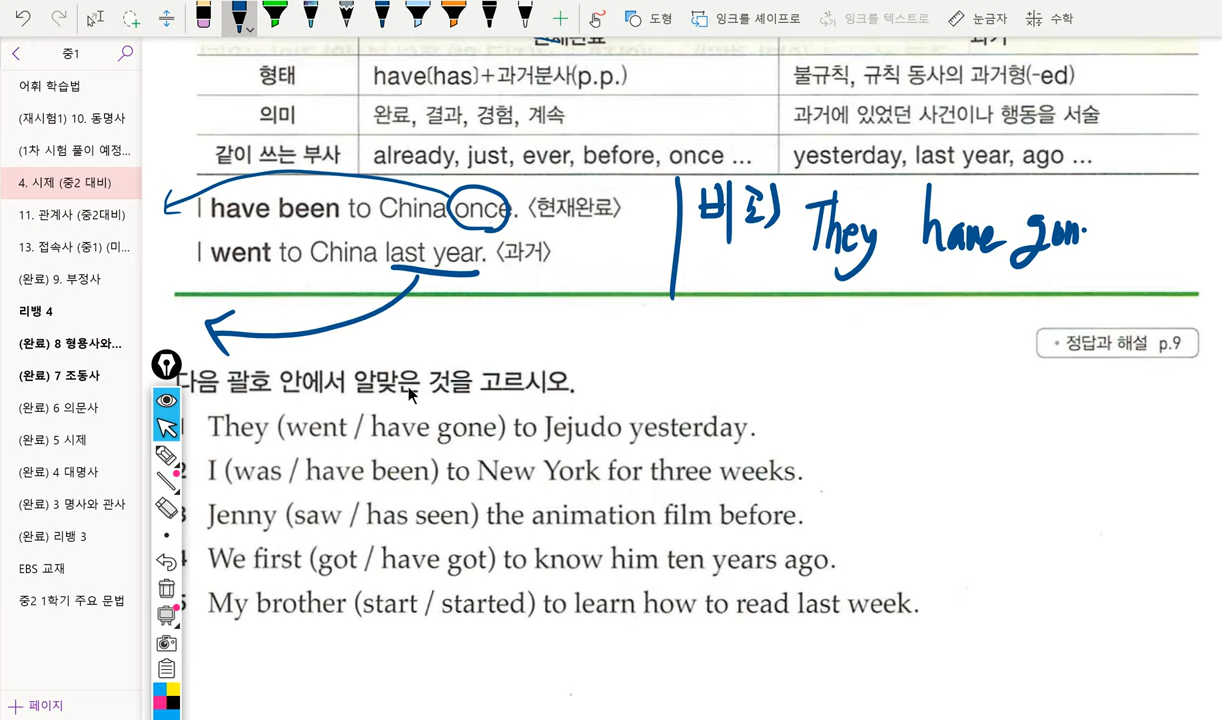 도형
잉크를 셰이프로
잉크를 텍스트로
눈금자
수학
중1
어휘 학습법
(재시험1) 10. 동명사
(1차 시험 풀이 예정...
4. 시제 (중2 대비)
11. 관계사 (중2대비)
13. 접속사 (중1) (미...
(완료) 9. 부정사
리뱅 4
(완료) 8 형용사와...
(완료) 7 조동사
(완료) 6 의문사
(완료) 5 시제
(완료) 4 대명사
(완료) 3 명사와 관사
(완료) 리뱅 3
EBS 교재
중2 1학기 주요 문법
페이지
현재완료 과거
형태 have(has)+과거분사(p.p.) 불규칙, 규칙 동사의 과거형(-ed)
의미 완료, 결과, 경험, 계속 과거에 있었던 사건이나 행동을 서술
같이 쓰는 부사 already, just, ever, before, once ... yesterday, last year, ago ...
I have been to China once. <현재완료>
I went to China last year. <과거>
비교) They have gon
• 정답과 해설 p.9
다음 괄호 안에서 알맞은 것을 고르시오.
1 They (went / have gone) to Jejudo yesterday.
2 I (was / have been) to New York for three weeks.
3 Jenny (saw / has seen) the animation film before.
4 We first (got / have got) to know him ten years ago.
5 My brother (start / started) to learn how to read last week.